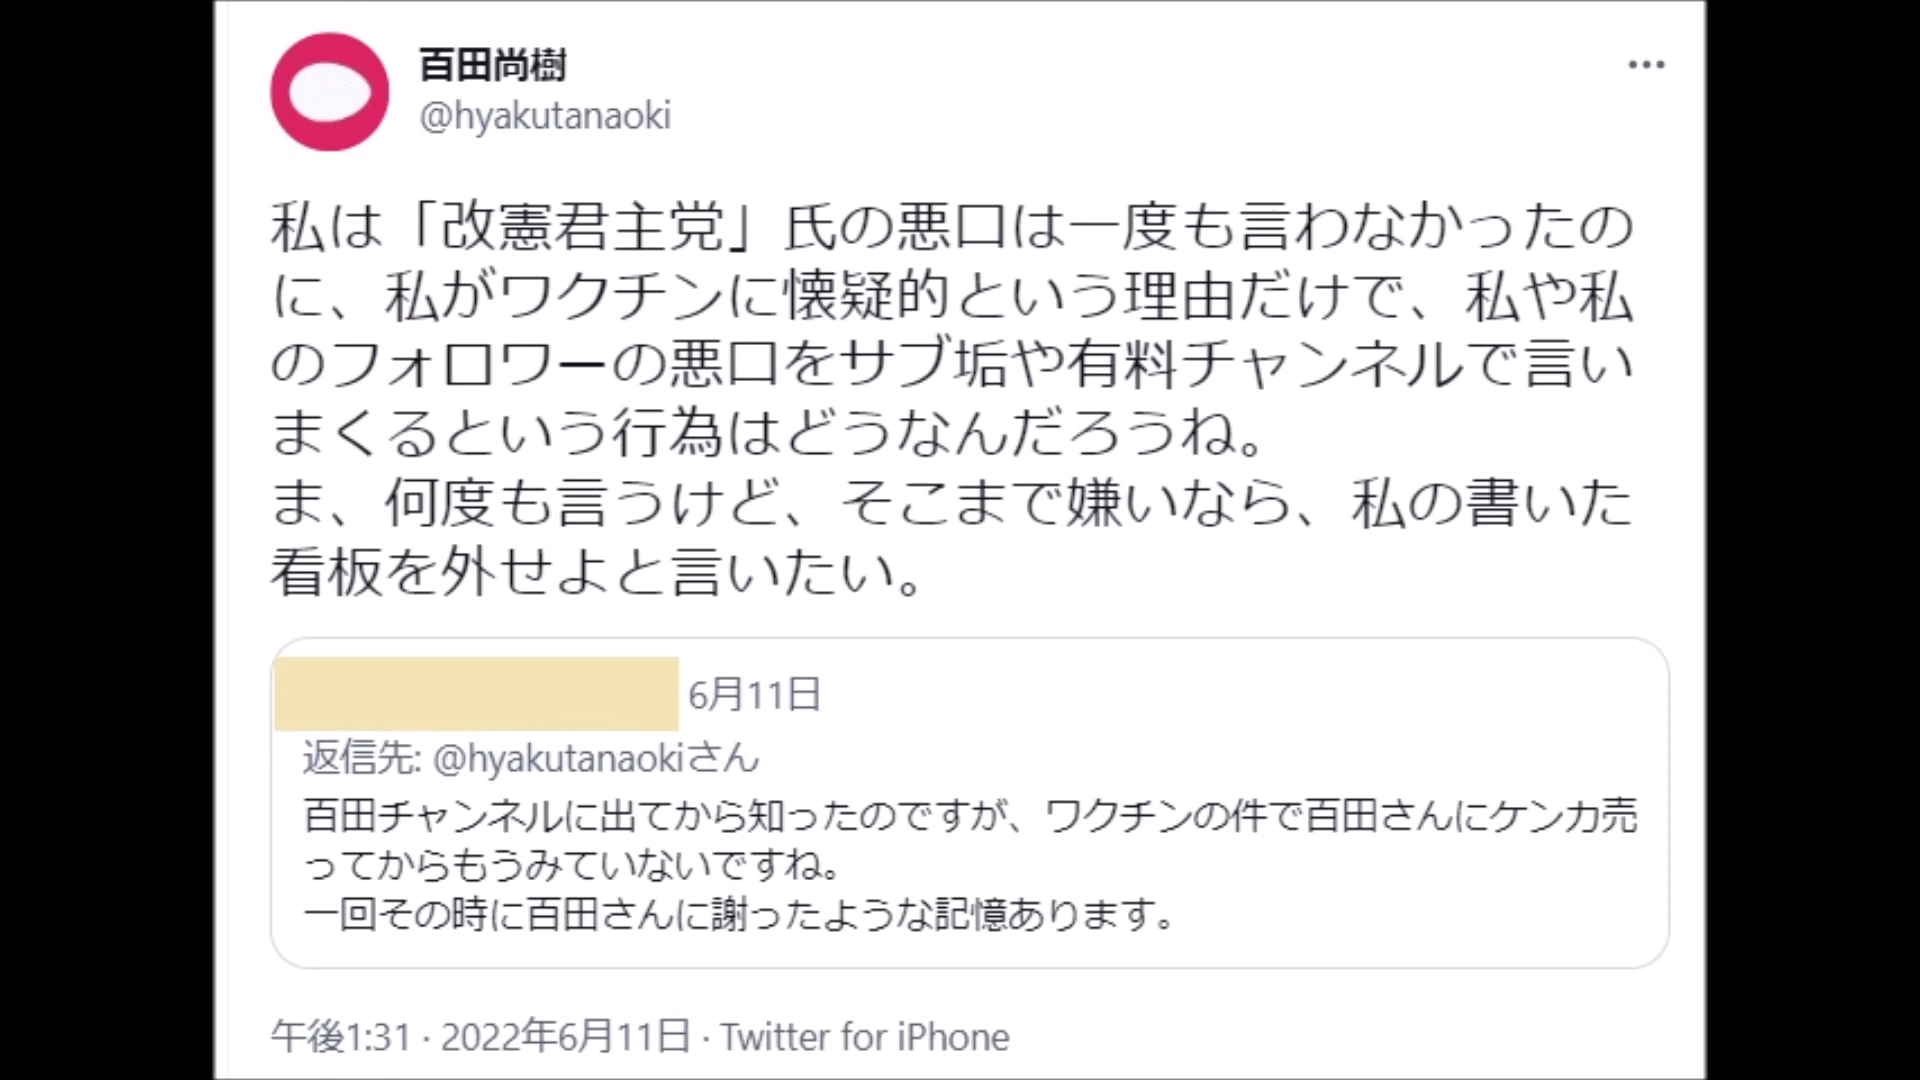 百田尚樹
@hyakutanaoki
私は「改憲君主党」氏の悪口は一度も言わなかったの
に、私がワクチンに懐疑的という理由だけで、私や私
のフォロワーの悪口をサブ垢や有料チャンネルで言い
まくるという行為はどうなんだろうね。
ま、何度も言うけど、そこまで嫌いなら、私の書いた
看板を外せよと言いたい。
6月11日
返信先: @hyakutanaokiさん
百田チャンネルに出てから知ったのですが、ワクチンの件で百田さんにケンカ売
ってからもうみていないですね。
一回その時に百田さんに謝ったような記憶あります。
午後1:31 · 2022年6月11日 · Twitter for iPhone